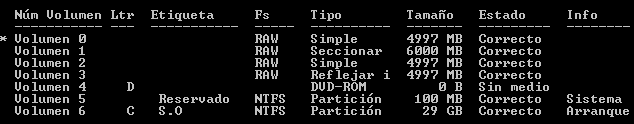 Núm Volumen Ltr Etiqueta Fs Tipo Tamaño Estado Info
----------- --- ----------- ----- ---------- ------- --------- --------
* Volumen 0 RAW Simple 4997 MB Correcto
Volumen 1 RAW Seccionar 6000 MB Correcto
Volumen 2 RAW Simple 4997 MB Correcto
Volumen 3 RAW Reflejar i 4997 MB Correcto
Volumen 4 D DVD-ROM 0 B Sin medio
Volumen 5 Reservado NTFS Partición 100 MB Correcto Sistema
Volumen 6 C S.O NTFS Partición 29 GB Correcto Arranque